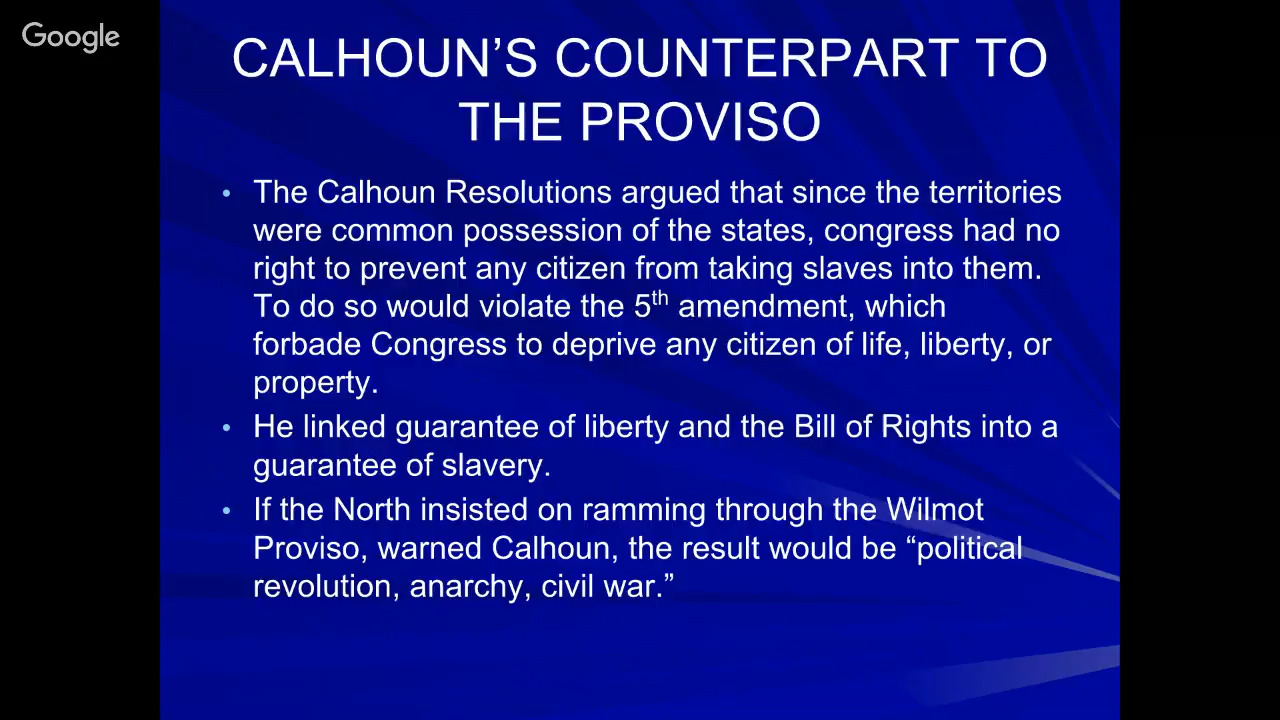 Google
CALHOUN’S COUNTERPART TO
THE PROVISO
• The Calhoun Resolutions argued that since the territories
were common possession of the states, congress had no
right to prevent any citizen from taking slaves into them.
To do so would violate the 5th amendment, which
forbade Congress to deprive any citizen of life, liberty, or
property.
• He linked guarantee of liberty and the Bill of Rights into a
guarantee of slavery.
• If the North insisted on ramming through the Wilmot
Proviso, warned Calhoun, the result would be “political
revolution, anarchy, civil war.”